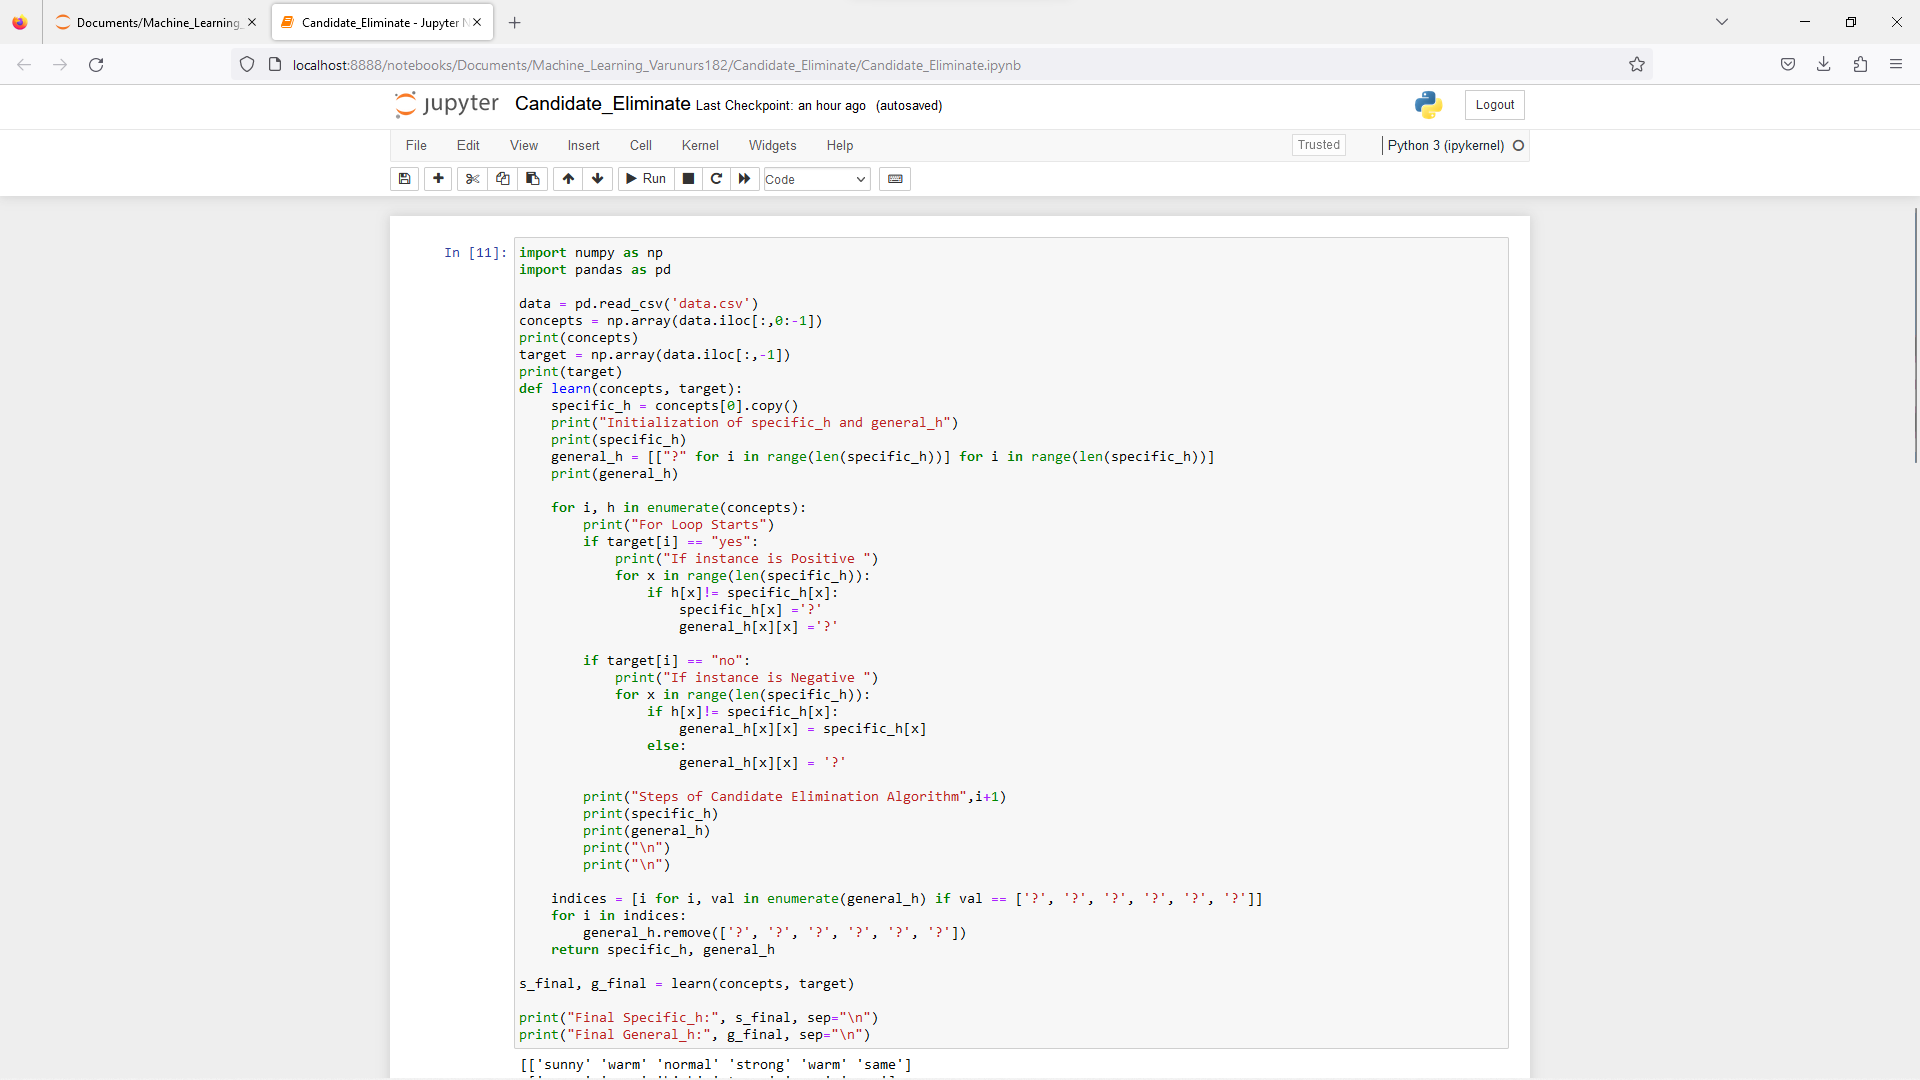 Documents/Machine_Learning_
Candidate_Eliminate - Jupyter N
localhost:8888/notebooks/Documents/Machine_Learning_Varunurs182/Candidate_Eliminate/Candidate_Eliminate.ipynb
jupyter Candidate_Eliminate Last Checkpoint: an hour ago (autosaved)
Logout
File Edit View Insert Cell Kernel Widgets Help
Trusted
Python 3 (ipykernel)
Run
Code
In [11]:
import numpy as np
import pandas as pd

data = pd.read_csv('data.csv')
concepts = np.array(data.iloc[:,0:-1])
print(concepts)
target = np.array(data.iloc[:,-1])
print(target)
def learn(concepts, target):
    specific_h = concepts[0].copy()
    print("Initialization of specific_h and general_h")
    print(specific_h)
    general_h = [["?" for i in range(len(specific_h))] for i in range(len(specific_h))]
    print(general_h)

    for i, h in enumerate(concepts):
        print("For Loop Starts")
        if target[i] == "yes":
            print("If instance is Positive ")
            for x in range(len(specific_h)):
                if h[x]!= specific_h[x]:
                    specific_h[x] ='?'
                    general_h[x][x] ='?'

        if target[i] == "no":
            print("If instance is Negative ")
            for x in range(len(specific_h)):
                if h[x]!= specific_h[x]:
                    general_h[x][x] = specific_h[x]
                else:
                    general_h[x][x] = '?'

        print("Steps of Candidate Elimination Algorithm",i+1)
        print(specific_h)
        print(general_h)
        print("\n")
        print("\n")

    indices = [i for i, val in enumerate(general_h) if val == ['?', '?', '?', '?', '?', '?']]
    for i in indices:
        general_h.remove(['?', '?', '?', '?', '?', '?'])
    return specific_h, general_h

s_final, g_final = learn(concepts, target)

print("Final Specific_h:", s_final, sep="\n")
print("Final General_h:", g_final, sep="\n")
[['sunny' 'warm' 'normal' 'strong' 'warm' 'same']